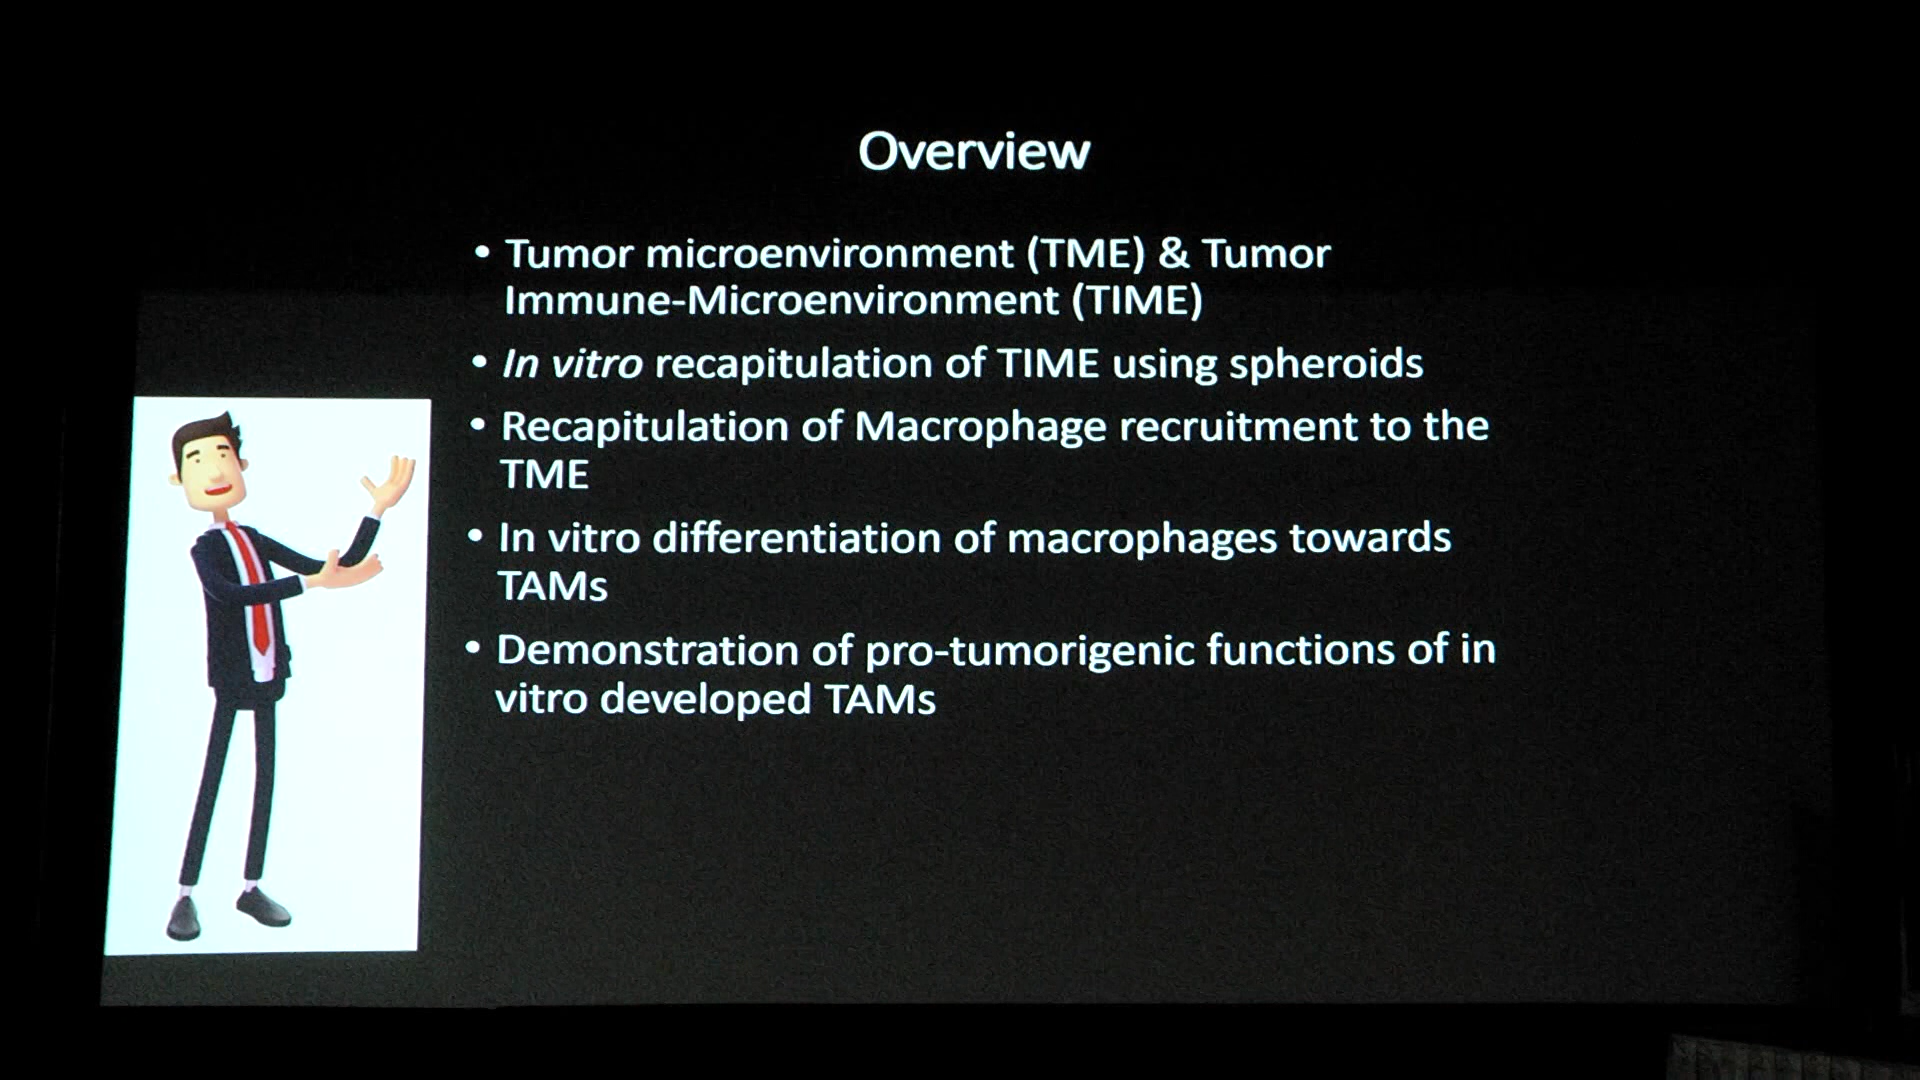 Overview
• Tumor microenvironment (TME) & Tumor
Immune-Microenvironment (TIME)
• In vitro recapitulation of TIME using spheroids
• Recapitulation of Macrophage recruitment to the
TME
• In vitro differentiation of macrophages towards
TAMs
• Demonstration of pro-tumorigenic functions of in
vitro developed TAMs